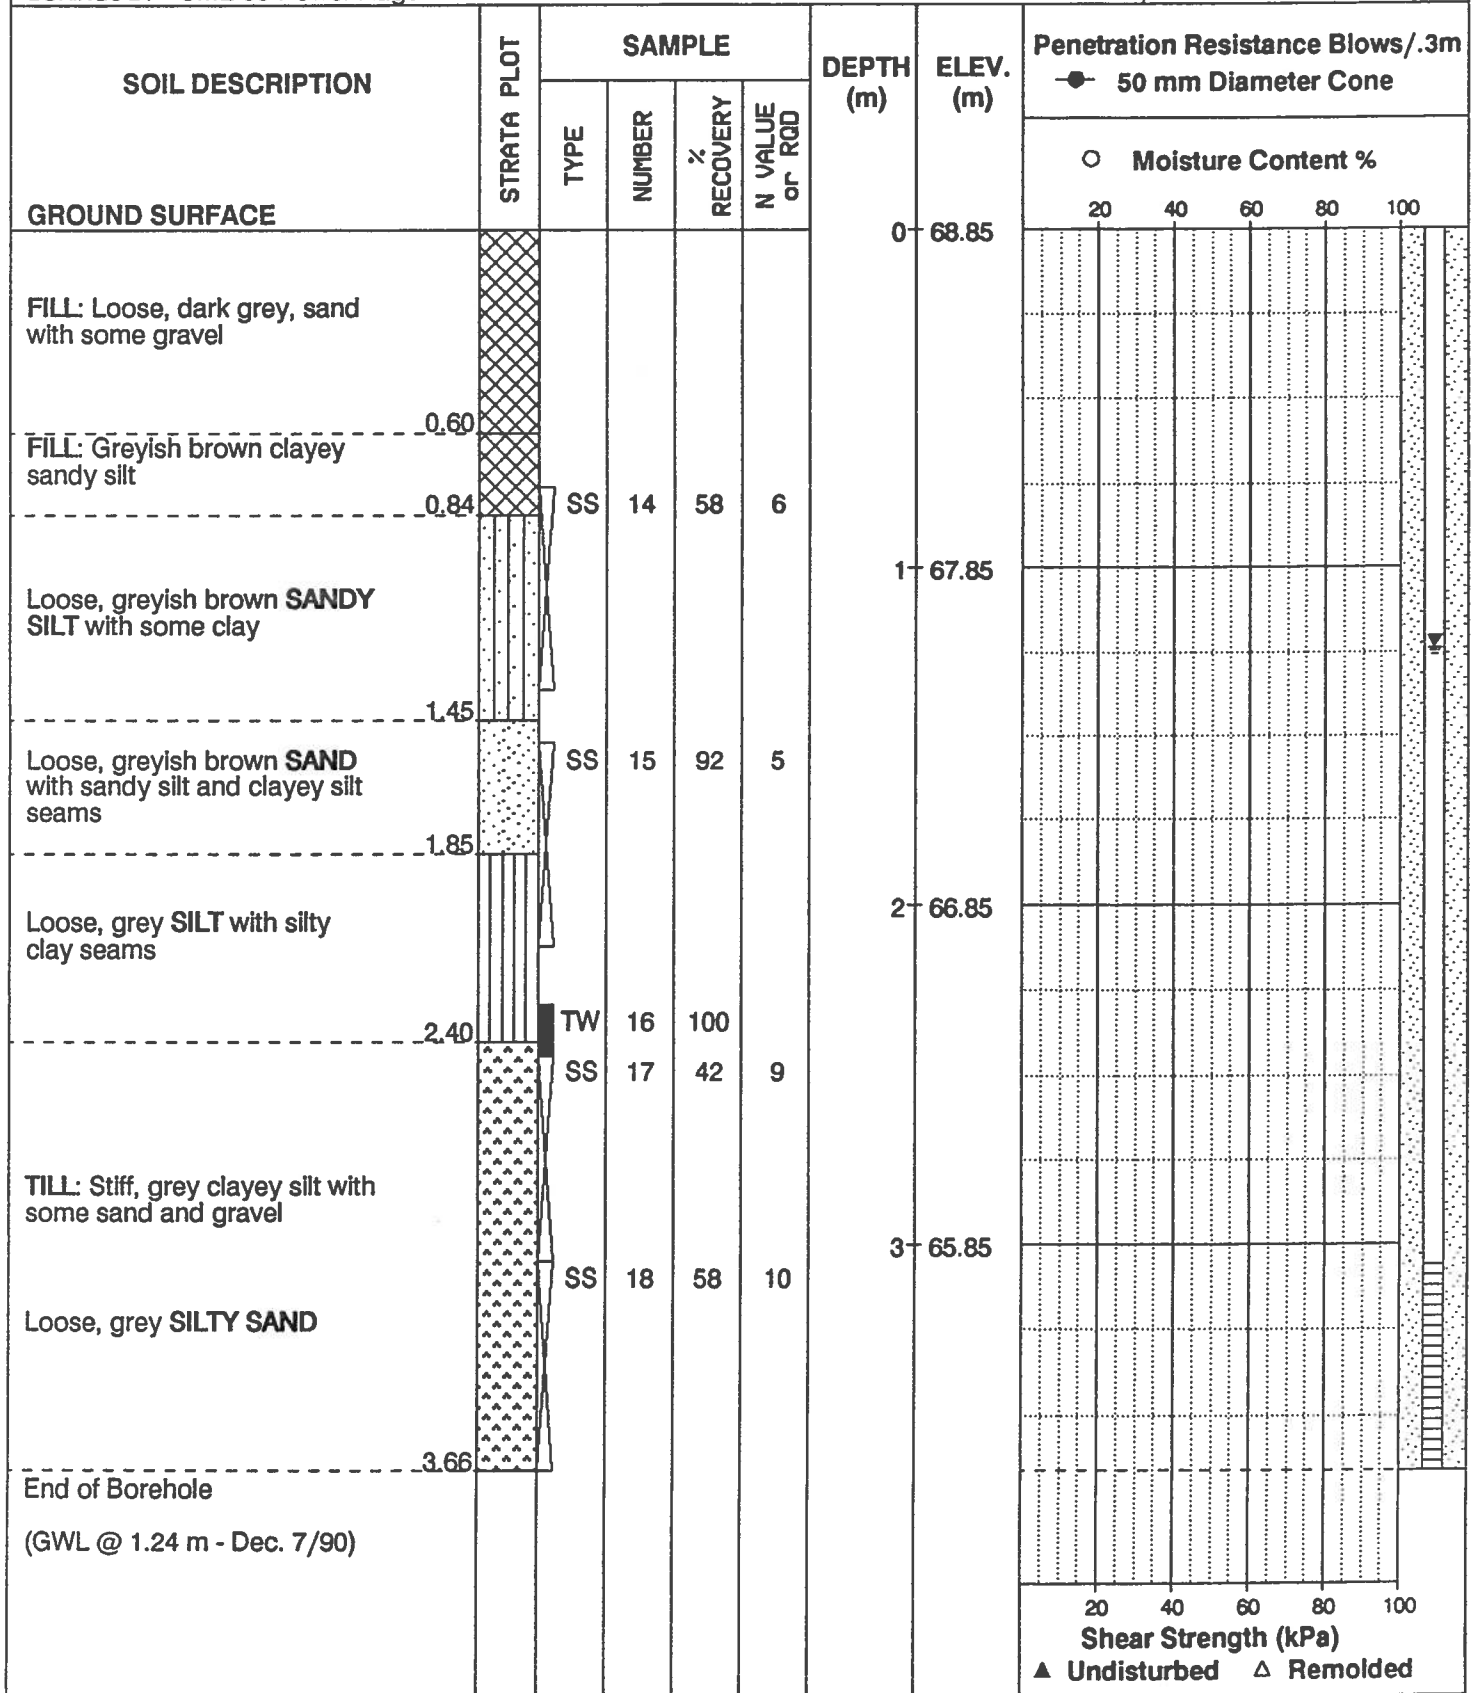 SOIL DESCRIPTION
GROUND SURFACE
STRATA PLOT
SAMPLE
TYPE
NUMBER
%
RECOVERY
N VALUE
or RQD
DEPTH
(m)
ELEV.
(m)
Penetration Resistance Blows/.3m
50 mm Diameter Cone
Moisture Content %
20 40 60 80 100
0 68.85
FILL: Loose, dark grey, sand
with some gravel
0.60
FILL: Greyish brown clayey
sandy silt
0.84
SS 14 58 6
1 67.85
Loose, greyish brown SANDY
SILT with some clay
1.45
Loose, greyish brown SAND
with sandy silt and clayey silt
seams
SS 15 92 5
1.85
2 66.85
Loose, grey SILT with silty
clay seams
TW 16 100
2.40
SS 17 42 9
TILL: Stiff, grey clayey silt with
some sand and gravel
3 65.85
SS 18 58 10
Loose, grey SILTY SAND
3.66
End of Borehole
(GWL @ 1.24 m - Dec. 7/90)
20 40 60 80 100
Shear Strength (kPa)
▲ Undisturbed △ Remolded